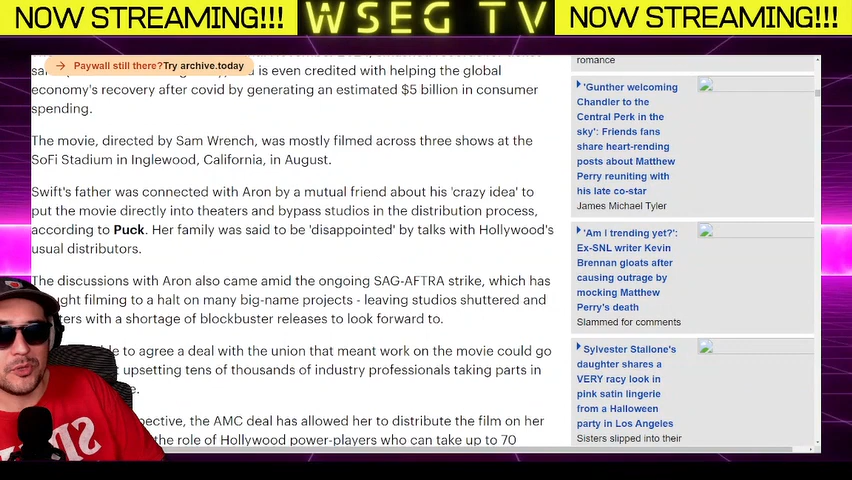 NOW STREAMING!!!
WSEG TV
NOW STREAMING!!!
Paywall still there?Try archive.today
is even credited with helping the global
economy's recovery after covid by generating an estimated $5 billion in consumer
spending.
The movie, directed by Sam Wrench, was mostly filmed across three shows at the
SoFi Stadium in Inglewood, California, in August.
Swift's father was connected with Aron by a mutual friend about his 'crazy idea' to
put the movie directly into theaters and bypass studios in the distribution process,
according to Puck. Her family was said to be 'disappointed' by talks with Hollywood's
usual distributors.
The discussions with Aron also came amid the ongoing SAG-AFTRA strike, which has
ught filming to a halt on many big-name projects - leaving studios shuttered and
ters with a shortage of blockbuster releases to look forward to.
le to agree a deal with the union that meant work on the movie could go
upsetting tens of thousands of industry professionals taking parts in
e.
pective, the AMC deal has allowed her to distribute the film on her
the role of Hollywood power-players who can take up to 70
romance
'Gunther welcoming
Chandler to the
Central Perk in the
sky': Friends fans
share heart-rending
posts about Matthew
Perry reuniting with
his late co-star
James Michael Tyler
'Am I trending yet?':
Ex-SNL writer Kevin
Brennan gloats after
causing outrage by
mocking Matthew
Perry's death
Slammed for comments
Sylvester Stallone's
daughter shares a
VERY racy look in
pink satin lingerie
from a Halloween
party in Los Angeles
Sisters slipped into their